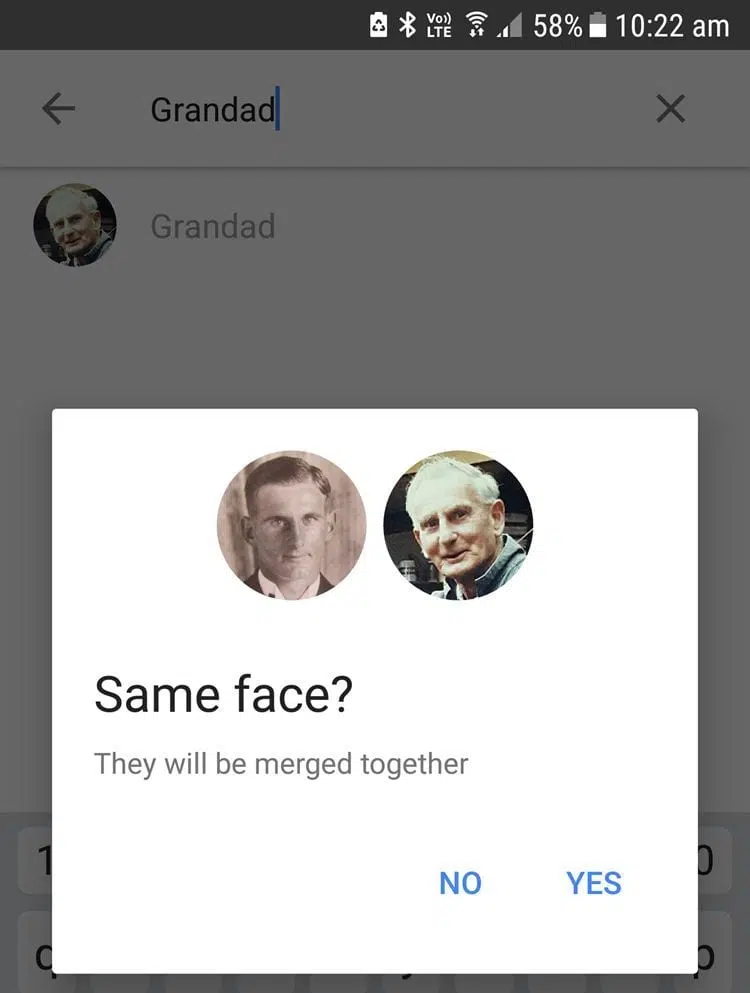 Vo)) LTE 58% 10:22 am
Grandad
Grandad
Same face?
They will be merged together
NO YES
1 0
q p